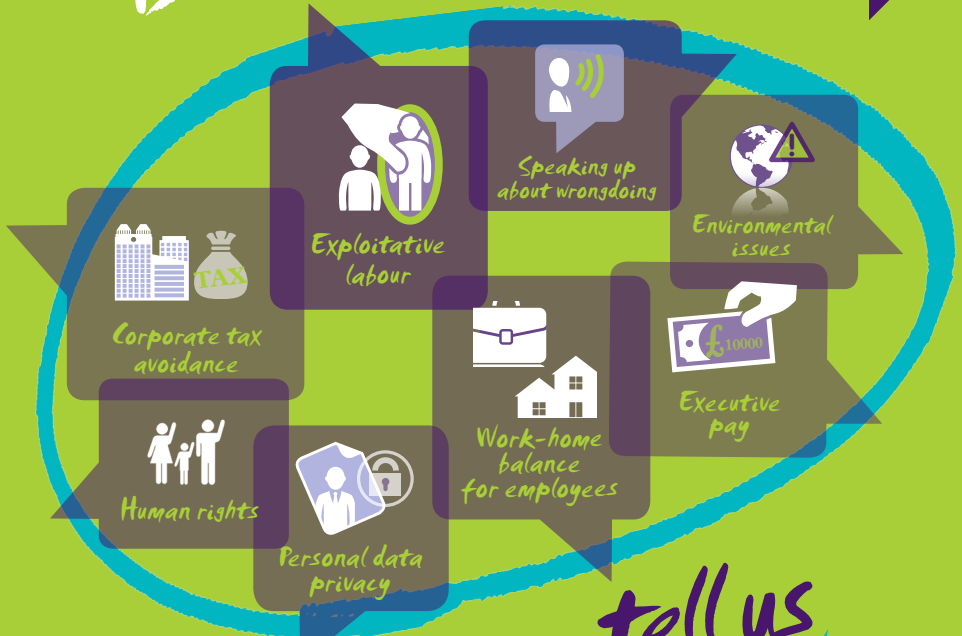 Speaking up
about wrongdoing
Environmental
issues
Exploitative
labour
TAX
Corporate tax
avoidance
£10000
Executive
pay
Work-home
balance
for employees
Human rights
Personal data
privacy
tell us